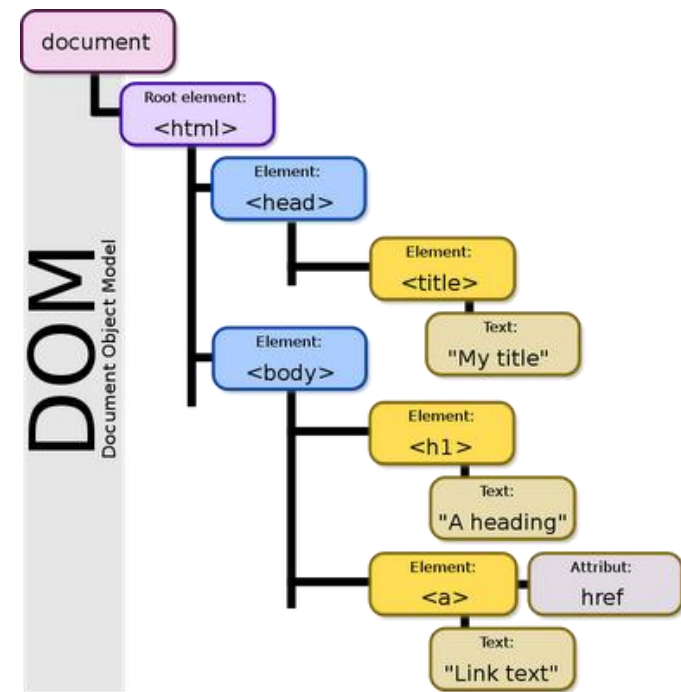 document
Root element:
<html>
Element:
<head>
Element:
<title>
Text:
"My title"
Element:
<body>
Element:
<h1>
Text:
"A heading"
Element:
<a>
Attribut:
href
Text:
"Link text"
DOM
Document Object Model